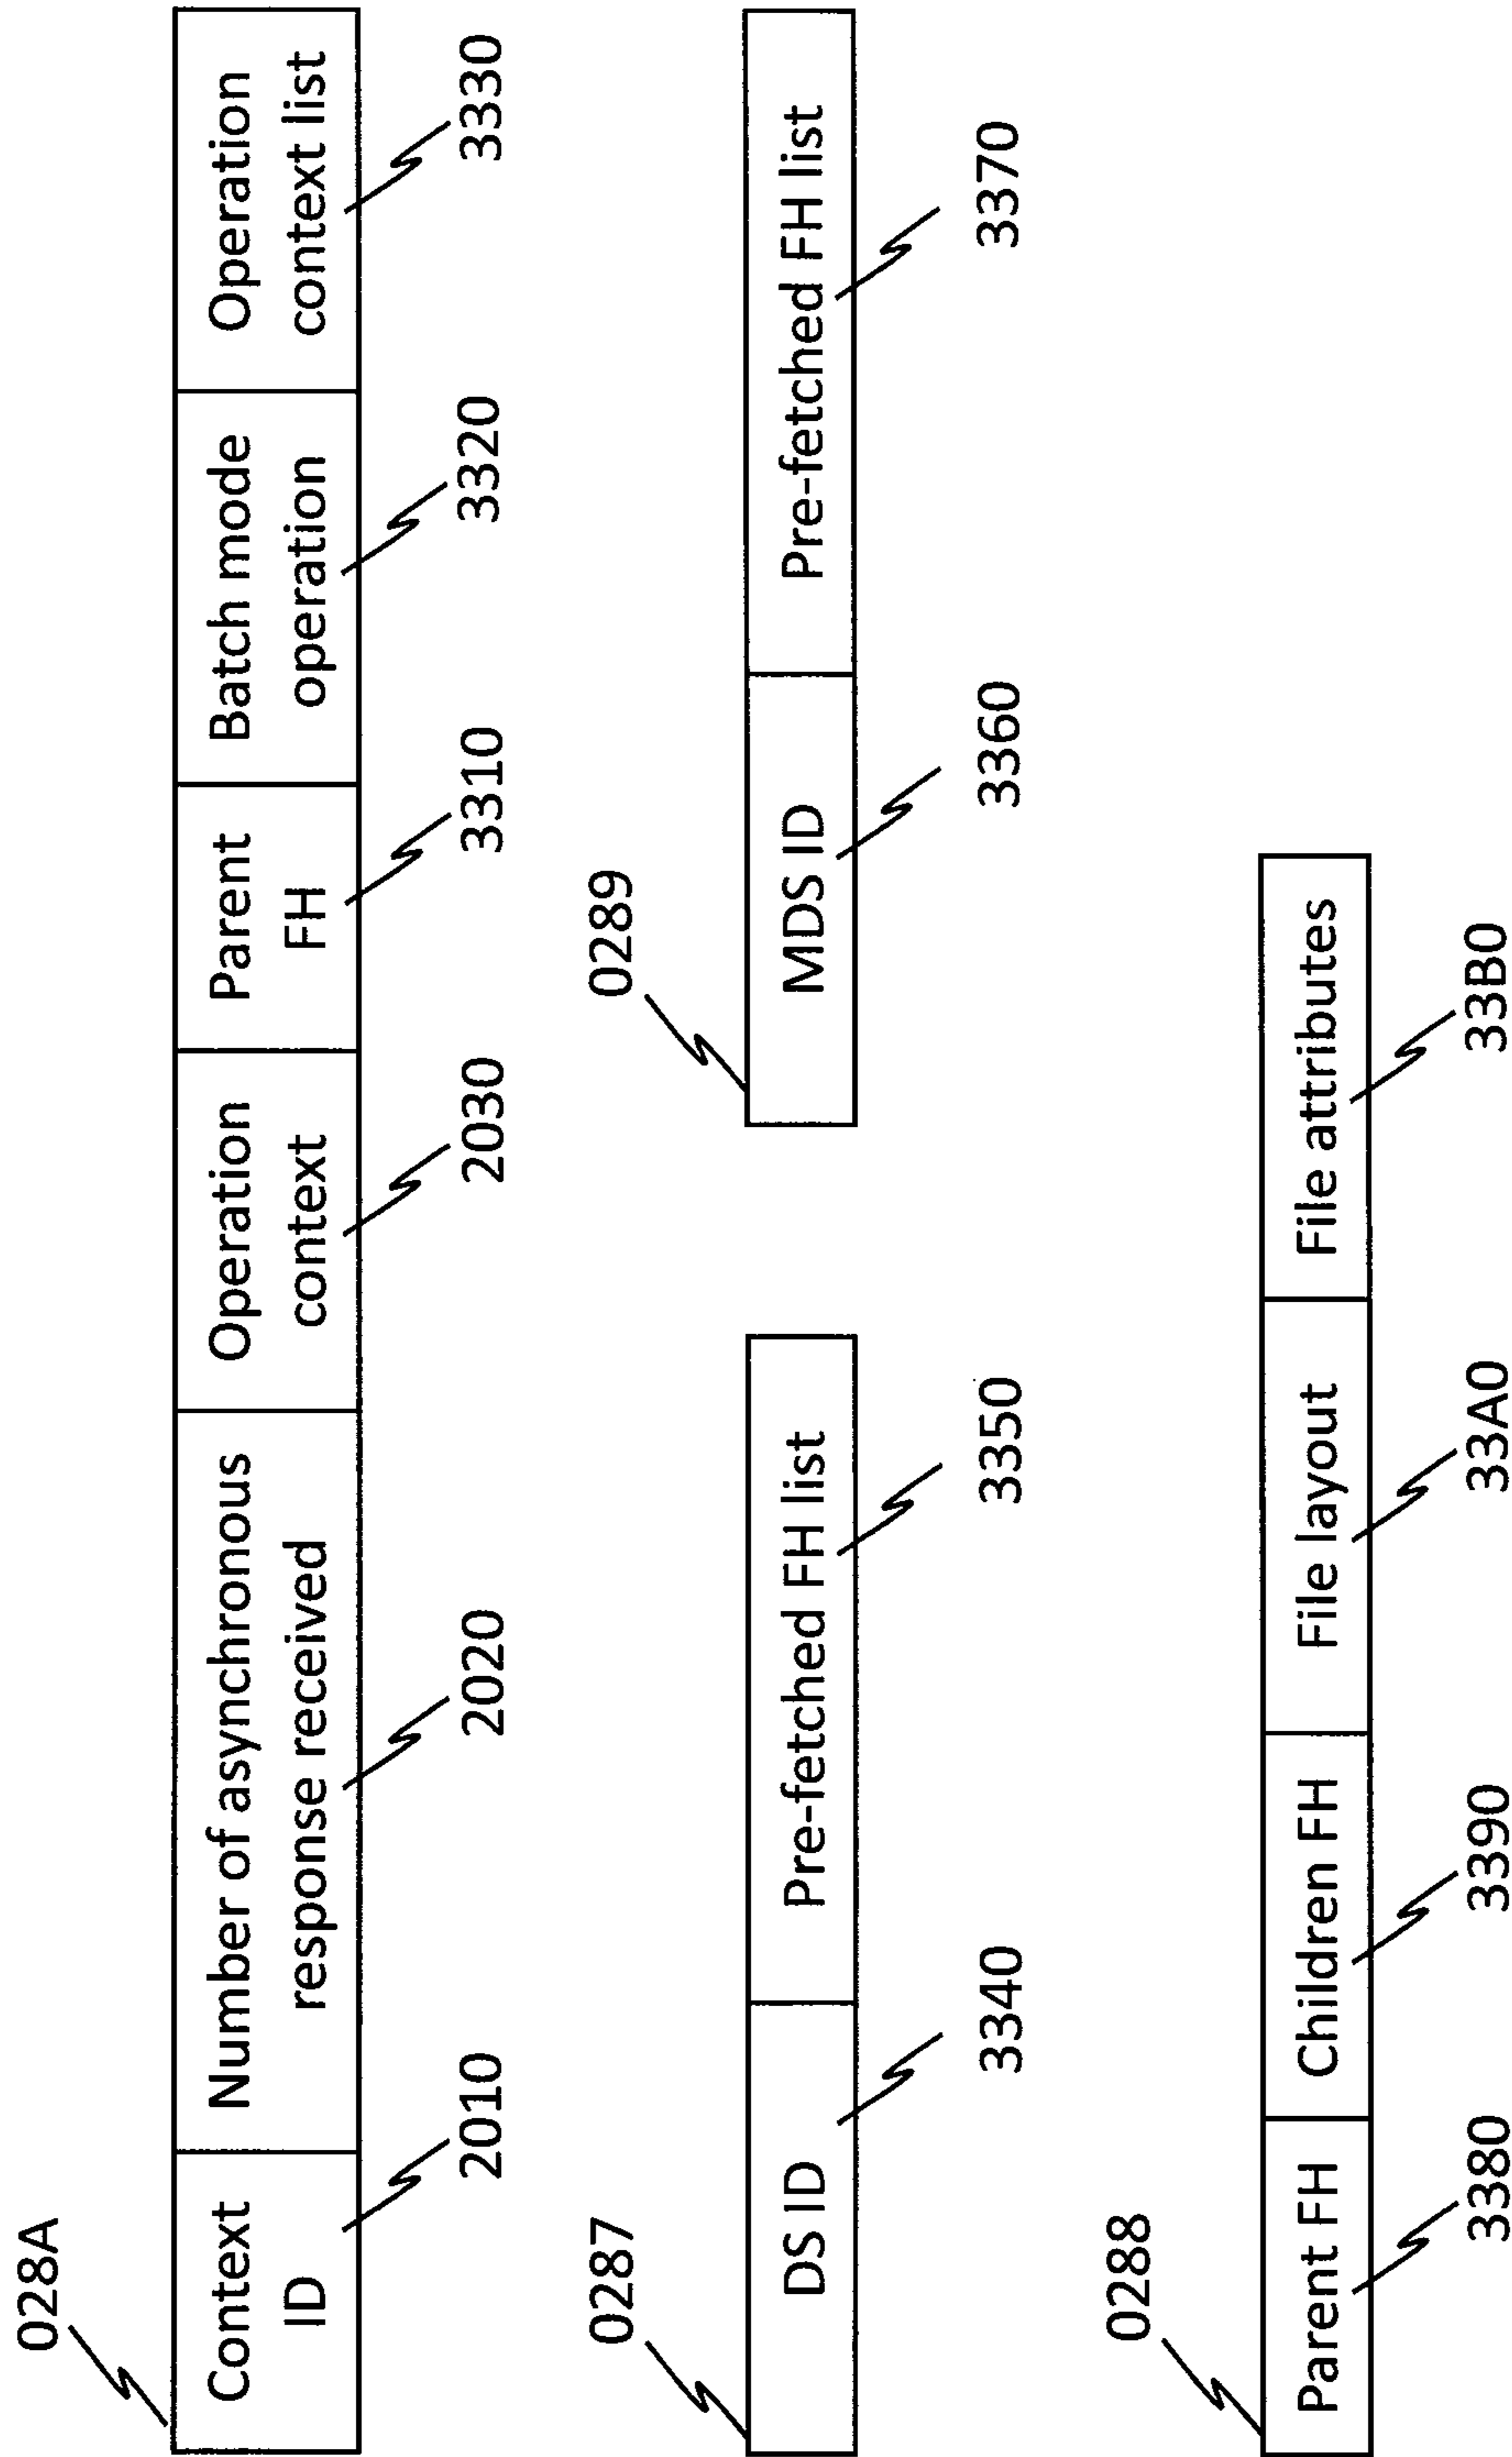 028A
Context
ID
Number of asynchronous
response received
Operation
context
Parent
FH
Batch mode
operation
Operation
context list
2010
2020
2030
3310
3320
3330
0287
DS ID
Pre-fetched FH list
3340
3350
0289
MDS ID
Pre-fetched FH list
3360
3370
0288
Parent FH
Children FH
File layout
File attributes
3380
3390
33A0
33B0